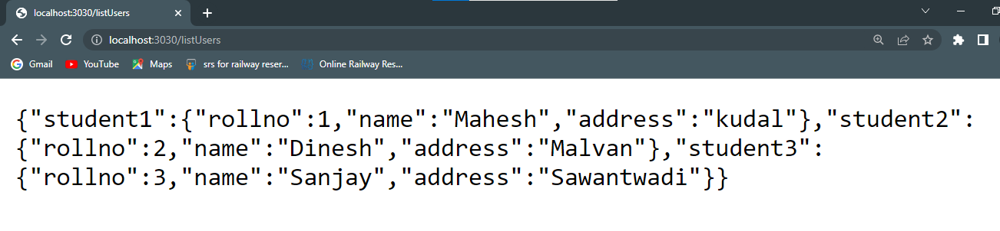 localhost:3030/listUsers
localhost:3030/listUsers
Gmail YouTube Maps srs for railway reser... Online Railway Res...
{"student1":{"rollno":1,"name":"Mahesh","address":"kudal"},"student2":
{"rollno":2,"name":"Dinesh","address":"Malvan"},"student3":
{"rollno":3,"name":"Sanjay","address":"Sawantwadi"}}